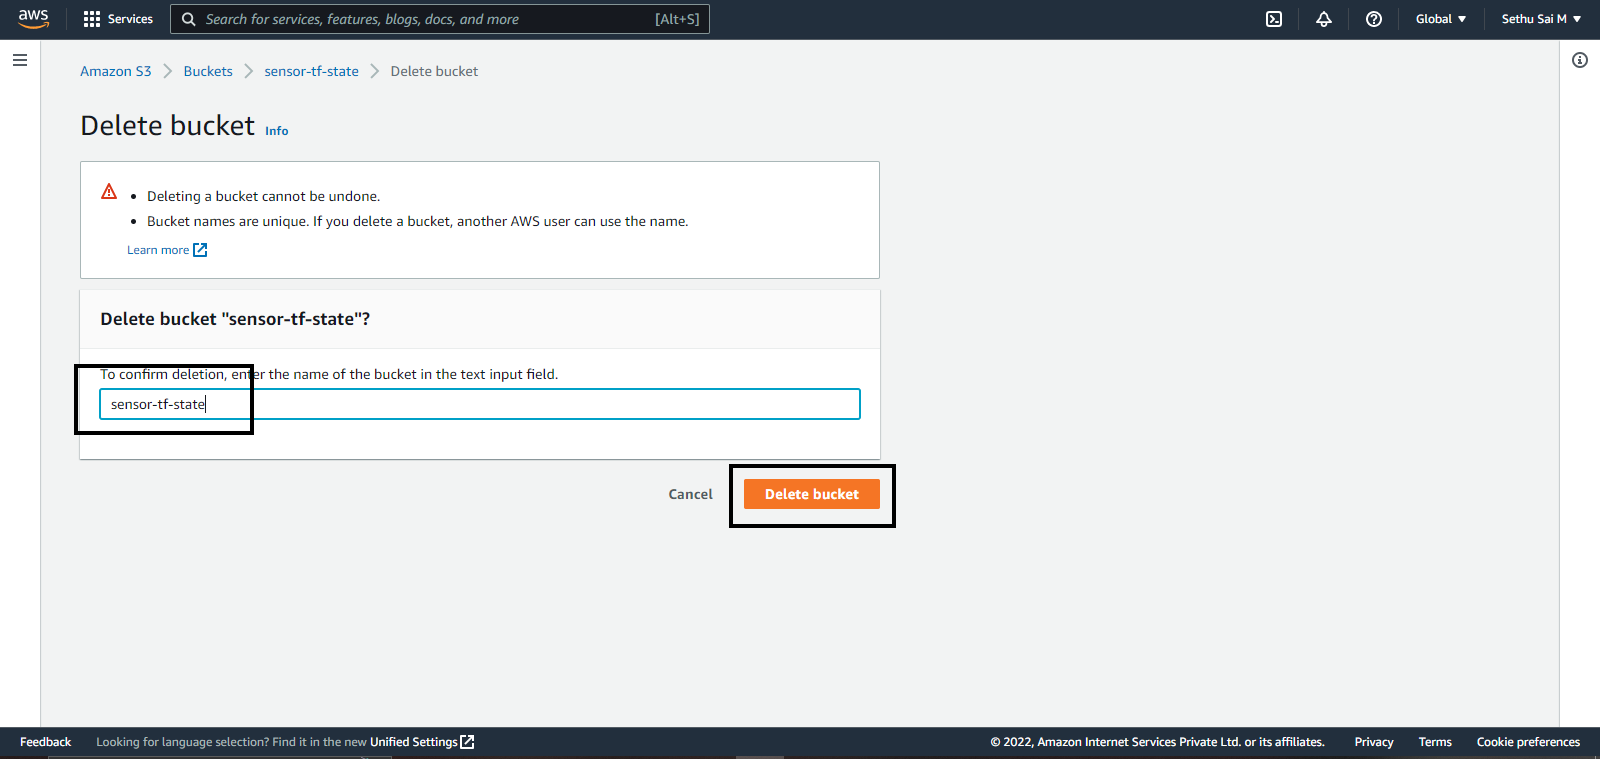 aws Services Search for services, features, blogs, docs, and more [Alt+S] Global Sethu Sai M
Amazon S3 Buckets sensor-tf-state Delete bucket
Delete bucket Info
Deleting a bucket cannot be undone.
Bucket names are unique. If you delete a bucket, another AWS user can use the name.
Learn more
Delete bucket "sensor-tf-state"?
To confirm deletion, enter the name of the bucket in the text input field.
sensor-tf-state
Cancel Delete bucket
Feedback Looking for language selection? Find it in the new Unified Settings © 2022, Amazon Internet Services Private Ltd. or its affiliates. Privacy Terms Cookie preferences